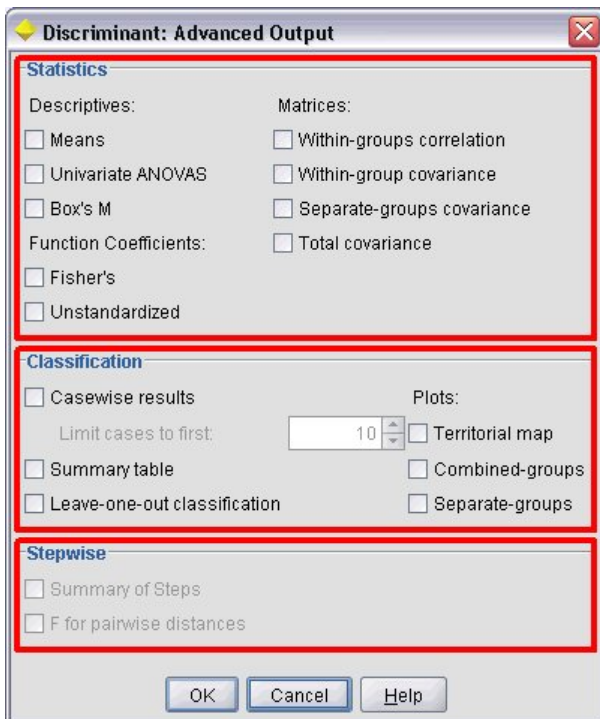 Discriminant: Advanced Output
Statistics
Descriptives:
Means
Univariate ANOVAS
Box's M
Function Coefficients:
Fisher's
Unstandardized
Matrices:
Within-groups correlation
Within-group covariance
Separate-groups covariance
Total covariance
Classification
Casewise results
Limit cases to first: 10
Summary table
Leave-one-out classification
Plots:
Territorial map
Combined-groups
Separate-groups
Stepwise
Summary of Steps
F for pairwise distances
OK Cancel Help